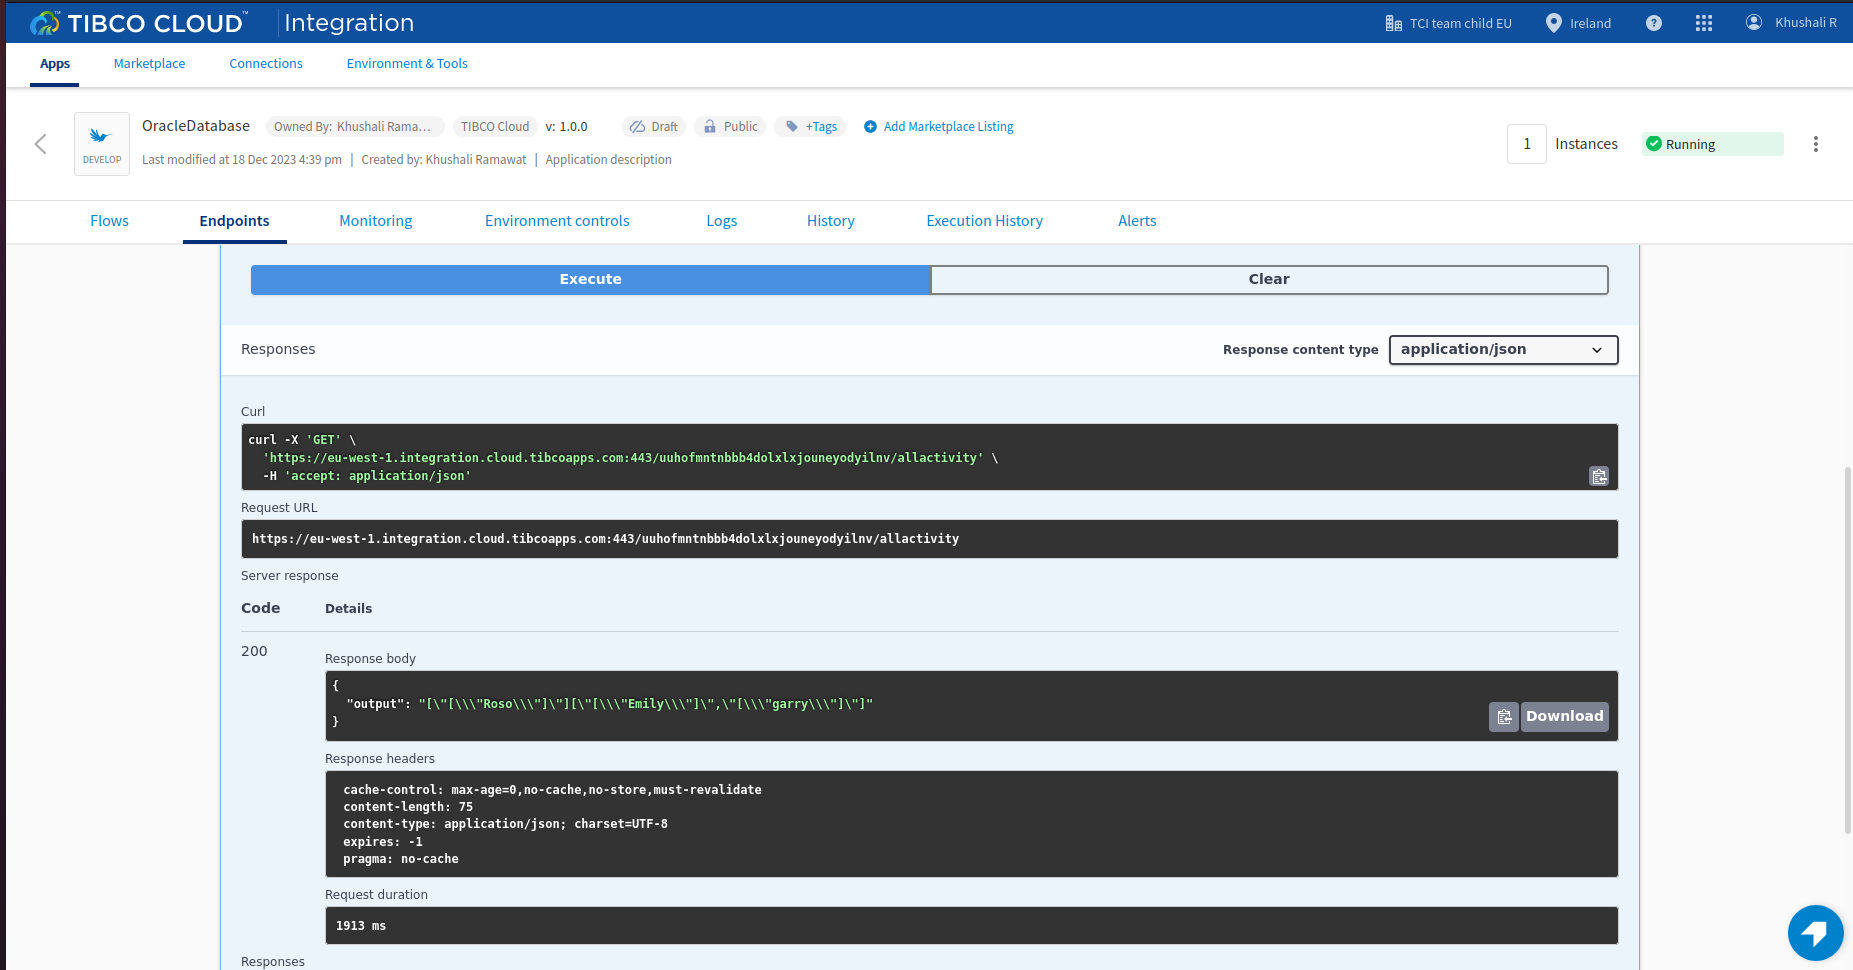 TIBCO CLOUD™ Integration
TCI team child EU
Ireland
?
Khushali R
Apps
Marketplace
Connections
Environment & Tools
DEVELOP
OracleDatabase
Owned By: Khushali Rama...
TIBCO Cloud
v: 1.0.0
Draft
Public
+Tags
Add Marketplace Listing
Last modified at 18 Dec 2023 4:39 pm | Created by: Khushali Ramawat | Application description
1
Instances
Running
Flows
Endpoints
Monitoring
Environment controls
Logs
History
Execution History
Alerts
Execute
Clear
Responses
Response content type
application/json
Curl
curl -X 'GET' \
'https://eu-west-1.integration.cloud.tibcoapps.com:443/uuhofmntnbbb4dolxlxjouneyodyilnv/allactivity' \
-H 'accept: application/json'
Request URL
https://eu-west-1.integration.cloud.tibcoapps.com:443/uuhofmntnbbb4dolxlxjouneyodyilnv/allactivity
Server response
Code
Details
200
Response body
{
"output": "[\"[\\\"Roso\\\"]\"][\"[\\\"Emily\\\"]\",\"[\\\"garry\\\"]\"]"
}
Download
Response headers
cache-control: max-age=0,no-cache,no-store,must-revalidate
content-length: 75
content-type: application/json; charset=UTF-8
expires: -1
pragma: no-cache
Request duration
1913 ms
Responses